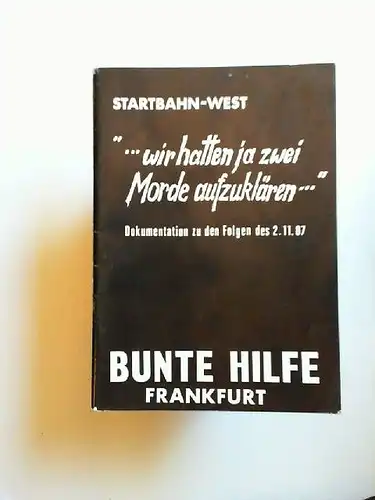 STARTBAHN-WEST
"...wir hatten ja zwei
Morde aufzuklären..."
Dokumentation zu den Folgen des 2.11.87
BUNTE HILFE
FRANKFURT